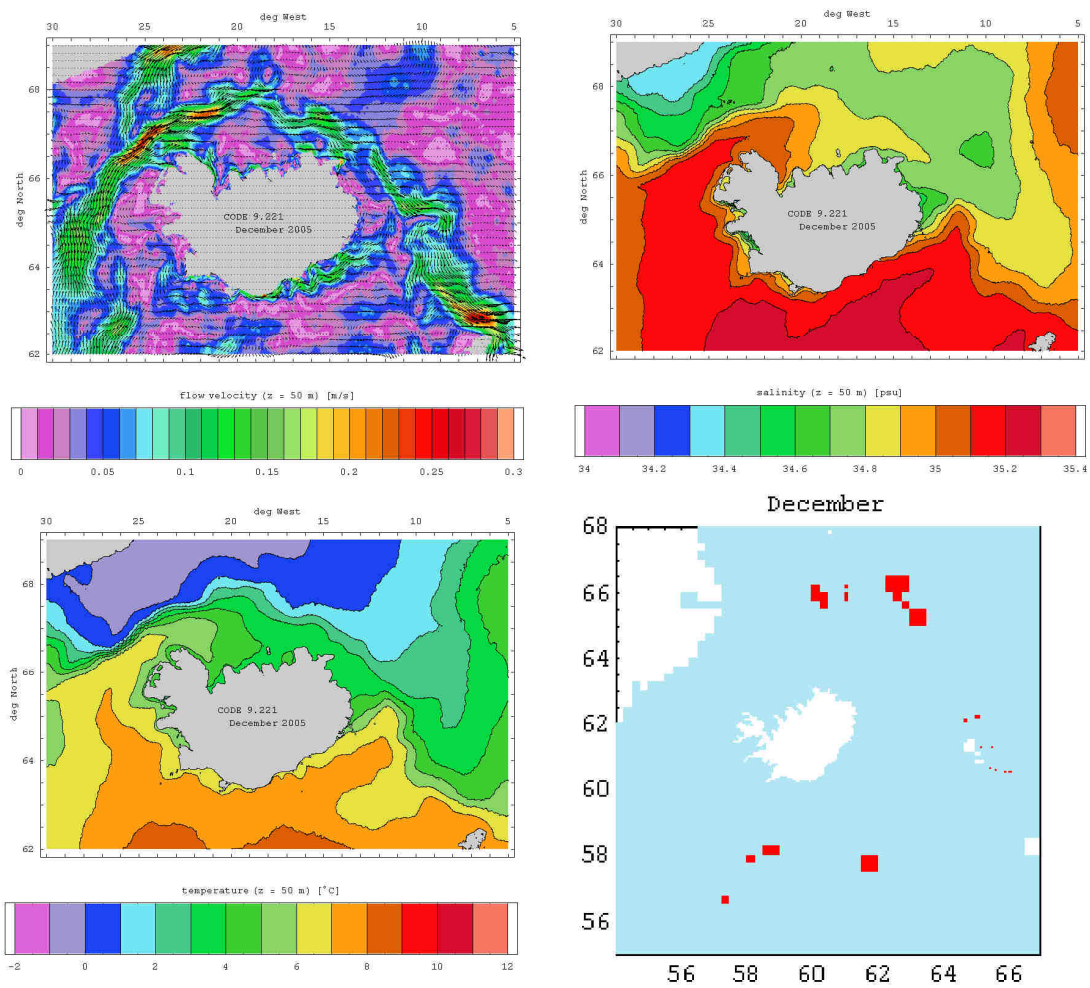 deg West
30 25 20 15 10 5
68
66
64
62
deg North
CODE 9.221
December 2005
flow velocity (z = 50 m) [m/s]
0 0.05 0.1 0.15 0.2 0.25 0.3
deg West
30 25 20 15 10 5
68
66
64
62
deg North
CODE 9.221
December 2005
salinity (z = 50 m) [psu]
34 34.2 34.4 34.6 34.8 35 35.2 35.4
deg West
30 25 20 15 10 5
68
66
64
62
deg North
CODE 9.221
December 2005
temperature (z = 50 m) [°C]
-2 0 2 4 6 8 10 12
December
68
66
64
62
60
58
56
56 58 60 62 64 66